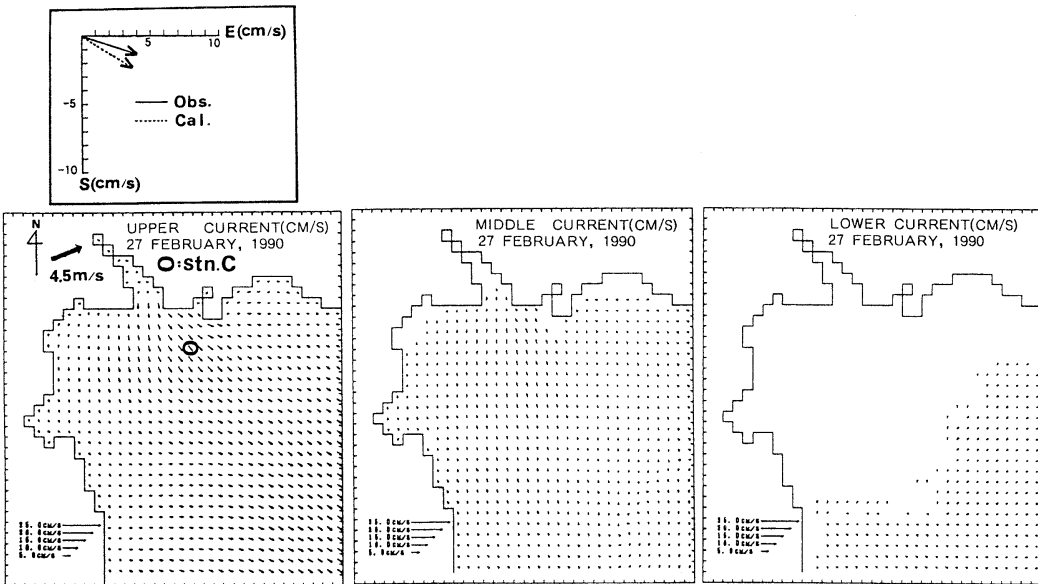 E(cm/s)
5
10
-5
-10
Obs.
Cal.
S(cm/s)
N
4.5m/s
UPPER CURRENT(CM/S)
27 FEBRUARY, 1990
O:stn.C
MIDDLE CURRENT(CM/S)
27 FEBRUARY, 1990
LOWER CURRENT(CM/S)
27 FEBRUARY, 1990